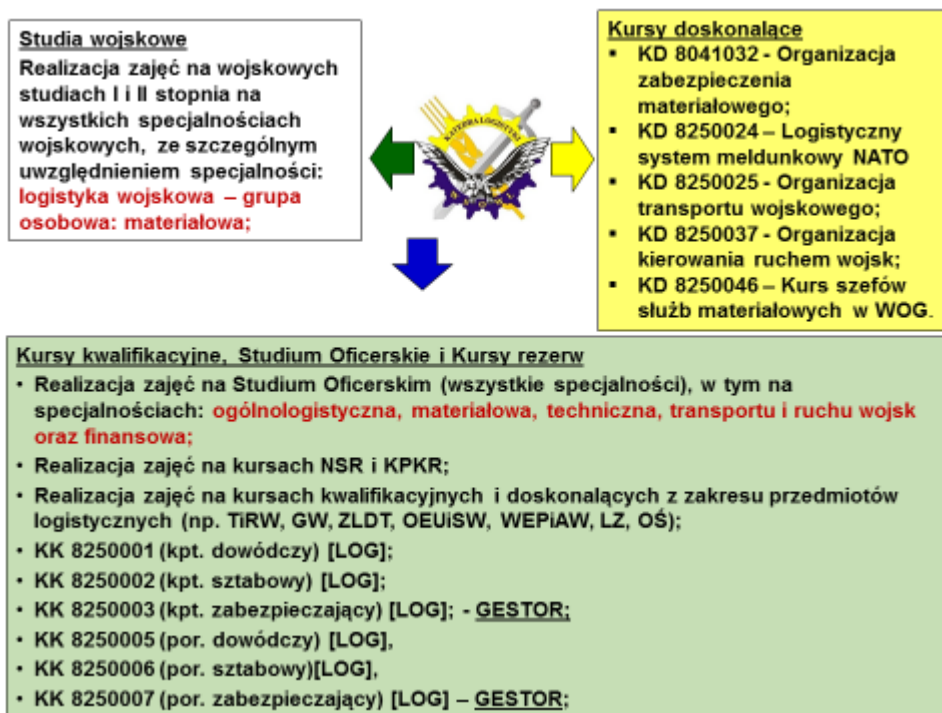 Studia wojskowe
Realizacja zajęć na wojskowych
studiach I i II stopnia na
wszystkich specjalnościach
wojskowych, ze szczególnym
uwzględnieniem specjalności:
logistyka wojskowa – grupa
osobowa: materiałowa;
KATEDRA LOGISTYKI
Kursy doskonalące
▪ KD 8041032 - Organizacja
zabezpieczenia
materiałowego;
▪ KD 8250024 – Logistyczny
system meldunkowy NATO
▪ KD 8250025 - Organizacja
transportu wojskowego;
▪ KD 8250037 - Organizacja
kierowania ruchem wojsk;
▪ KD 8250046 – Kurs szefów
służb materiałowych w WOG.
Kursy kwalifikacyjne, Studium Oficerskie i Kursy rezerw
• Realizacja zajęć na Studium Oficerskim (wszystkie specjalności), w tym na
specjalnościach: ogólnologistyczna, materiałowa, techniczna, transportu i ruchu wojsk
oraz finansowa;
• Realizacja zajęć na kursach NSR i KPKR;
• Realizacja zajęć na kursach kwalifikacyjnych i doskonalących z zakresu przedmiotów
logistycznych (np. TiRW, GW, ZLDT, OEUiSW, WEPiAW, LZ, OŚ);
• KK 8250001 (kpt. dowódczy) [LOG];
• KK 8250002 (kpt. sztabowy) [LOG];
• KK 8250003 (kpt. zabezpieczający) [LOG]; - GESTOR;
• KK 8250005 (por. dowódczy) [LOG],
• KK 8250006 (por. sztabowy)[LOG],
• KK 8250007 (por. zabezpieczający) [LOG] – GESTOR;